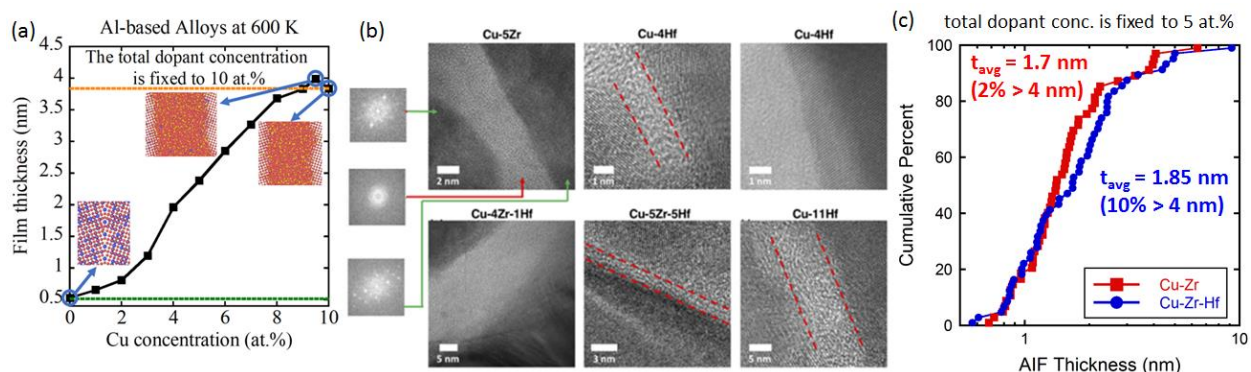 (a)
Al-based Alloys at 600 K
4.5
4
3.5
3
2.5
2
1.5
1
0.5
Film thickness (nm)
The total dopant concentration
is fixed to 10 at.%
0 2 4 6 8 10
Cu concentration (at.%)
(b)
Cu-5Zr
2 nm
Cu-4Hf
1 nm
Cu-4Hf
1 nm
Cu-4Zr-1Hf
5 nm
Cu-5Zr-5Hf
3 nm
Cu-11Hf
5 nm
(c)
total dopant conc. is fixed to 5 at.%
100
80
60
40
20
0
Cumulative Percent
tavg = 1.7 nm
(2% > 4 nm)
tavg = 1.85 nm
(10% > 4 nm)
Cu-Zr
Cu-Zr-Hf
1 10
AIF Thickness (nm)